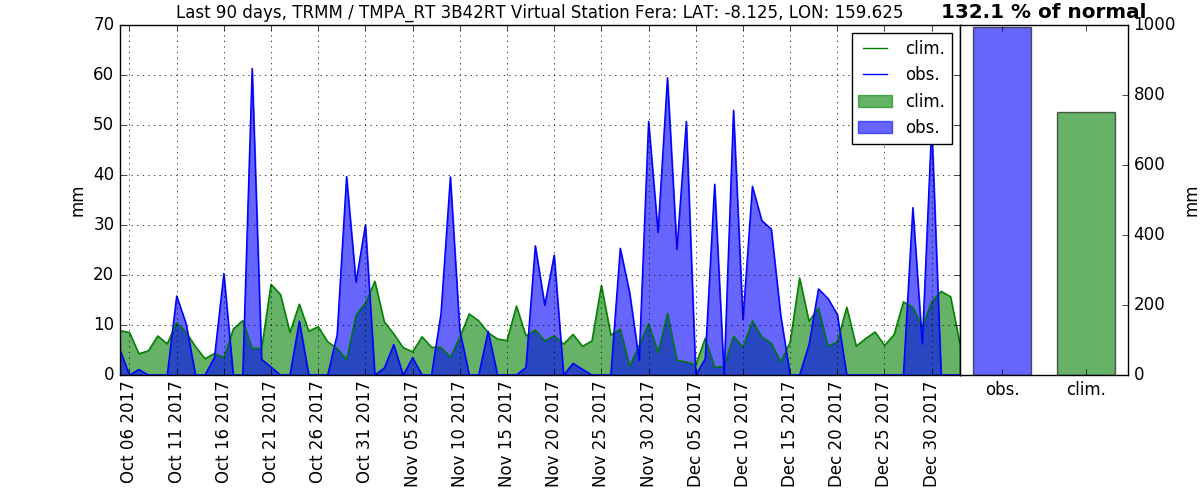 Last 90 days, TRMM / TMPA_RT 3B42RT Virtual Station Fera: LAT: -8.125, LON: 159.625
132.1 % of normal
70
60
50
40
30
20
10
0
mm
clim.
obs.
clim.
obs.
1000
800
600
400
200
0
mm
obs.
clim.
Oct 06 2017
Oct 11 2017
Oct 16 2017
Oct 21 2017
Oct 26 2017
Oct 31 2017
Nov 05 2017
Nov 10 2017
Nov 15 2017
Nov 20 2017
Nov 25 2017
Nov 30 2017
Dec 05 2017
Dec 10 2017
Dec 15 2017
Dec 20 2017
Dec 25 2017
Dec 30 2017